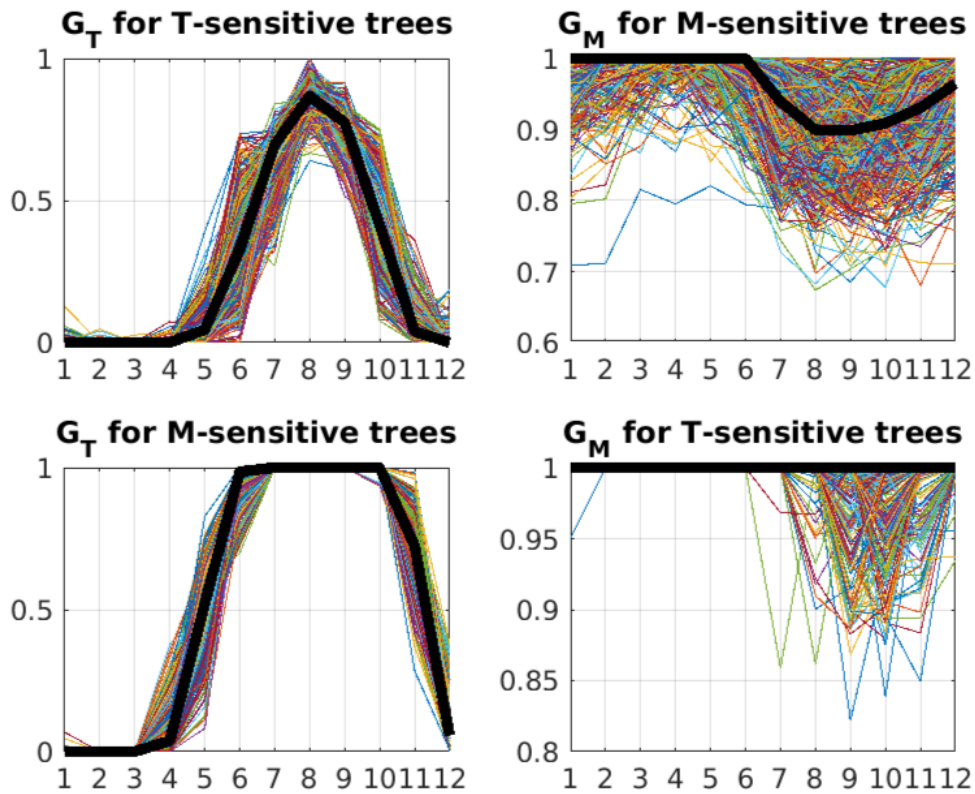 G_T for T-sensitive trees
1
0.5
0
1 2 3 4 5 6 7 8 9 10 11 12
G_M for M-sensitive trees
1
0.9
0.8
0.7
0.6
1 2 3 4 5 6 7 8 9 10 11 12
G_T for M-sensitive trees
1
0.5
0
1 2 3 4 5 6 7 8 9 10 11 12
G_M for T-sensitive trees
1
0.95
0.9
0.85
0.8
1 2 3 4 5 6 7 8 9 10 11 12